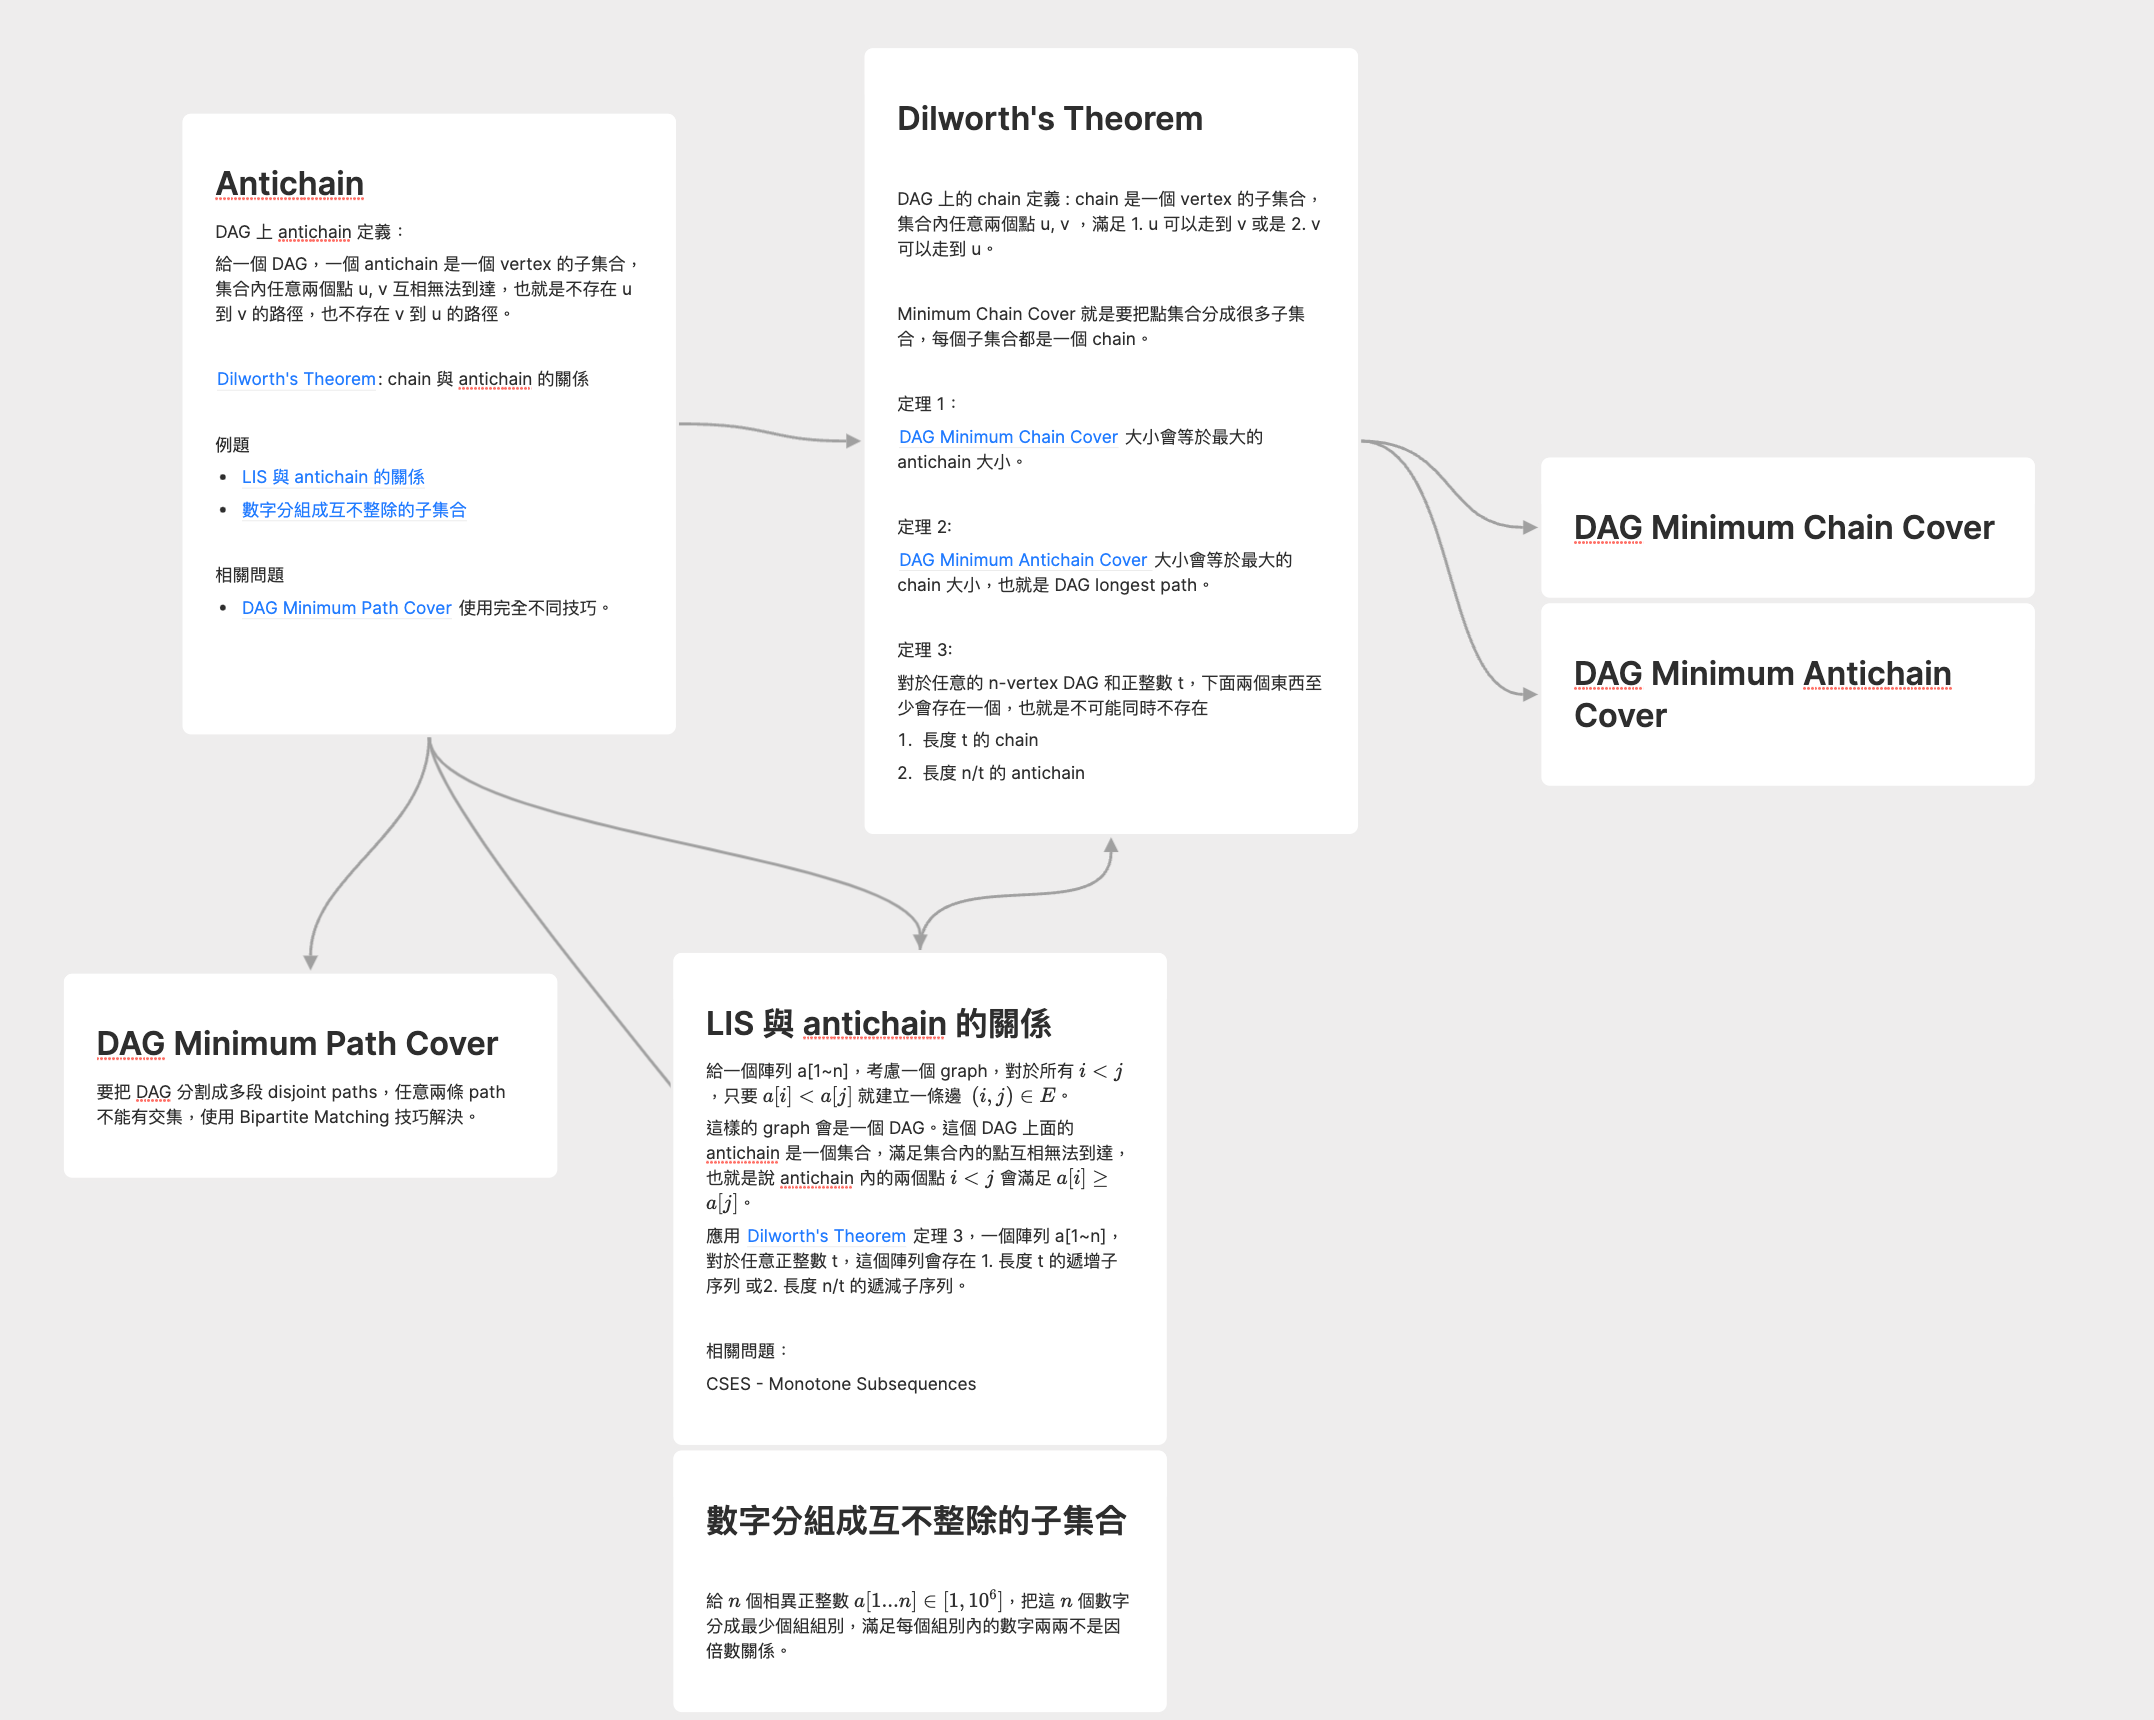 Antichain
DAG 上 antichain 定義：
給一個 DAG，一個 antichain 是一個 vertex 的子集合，
集合內任意兩個點 u, v 互相無法到達，也就是不存在 u
到 v 的路徑，也不存在 v 到 u 的路徑。
Dilworth's Theorem: chain 與 antichain 的關係
例題
• LIS 與 antichain 的關係
• 數字分組成互不整除的子集合
相關問題
• DAG Minimum Path Cover 使用完全不同技巧。
Dilworth's Theorem
DAG 上的 chain 定義 : chain 是一個 vertex 的子集合，
集合內任意兩個點 u, v ，滿足 1. u 可以走到 v 或是 2. v
可以走到 u。
Minimum Chain Cover 就是要把點集合分成很多子集
合，每個子集合都是一個 chain。
定理 1：
DAG Minimum Chain Cover 大小會等於最大的
antichain 大小。
定理 2:
DAG Minimum Antichain Cover 大小會等於最大的
chain 大小，也就是 DAG longest path。
定理 3:
對於任意的 n-vertex DAG 和正整數 t，下面兩個東西至
少會存在一個，也就是不可能同時不存在
1. 長度 t 的 chain
2. 長度 n/t 的 antichain
DAG Minimum Chain Cover
DAG Minimum Antichain
Cover
DAG Minimum Path Cover
要把 DAG 分割成多段 disjoint paths，任意兩條 path
不能有交集，使用 Bipartite Matching 技巧解決。
LIS 與 antichain 的關係
給一個陣列 a[1~n]，考慮一個 graph，對於所有 i < j
，只要 a[i] < a[j] 就建立一條邊 (i, j) ∈ E。
這樣的 graph 會是一個 DAG。這個 DAG 上面的
antichain 是一個集合，滿足集合內的點互相無法到達，
也就是說 antichain 內的兩個點 i < j 會滿足 a[i] ≥
a[j]。
應用 Dilworth's Theorem 定理 3，一個陣列 a[1~n]，
對於任意正整數 t，這個陣列會存在 1. 長度 t 的遞增子
序列 或2. 長度 n/t 的遞減子序列。
相關問題：
CSES - Monotone Subsequences
數字分組成互不整除的子集合
給 n 個相異正整數 a[1...n] ∈ [1, 10⁶]，把這 n 個數字
分成最少個組組別，滿足每個組別內的數字兩兩不是因
倍數關係。